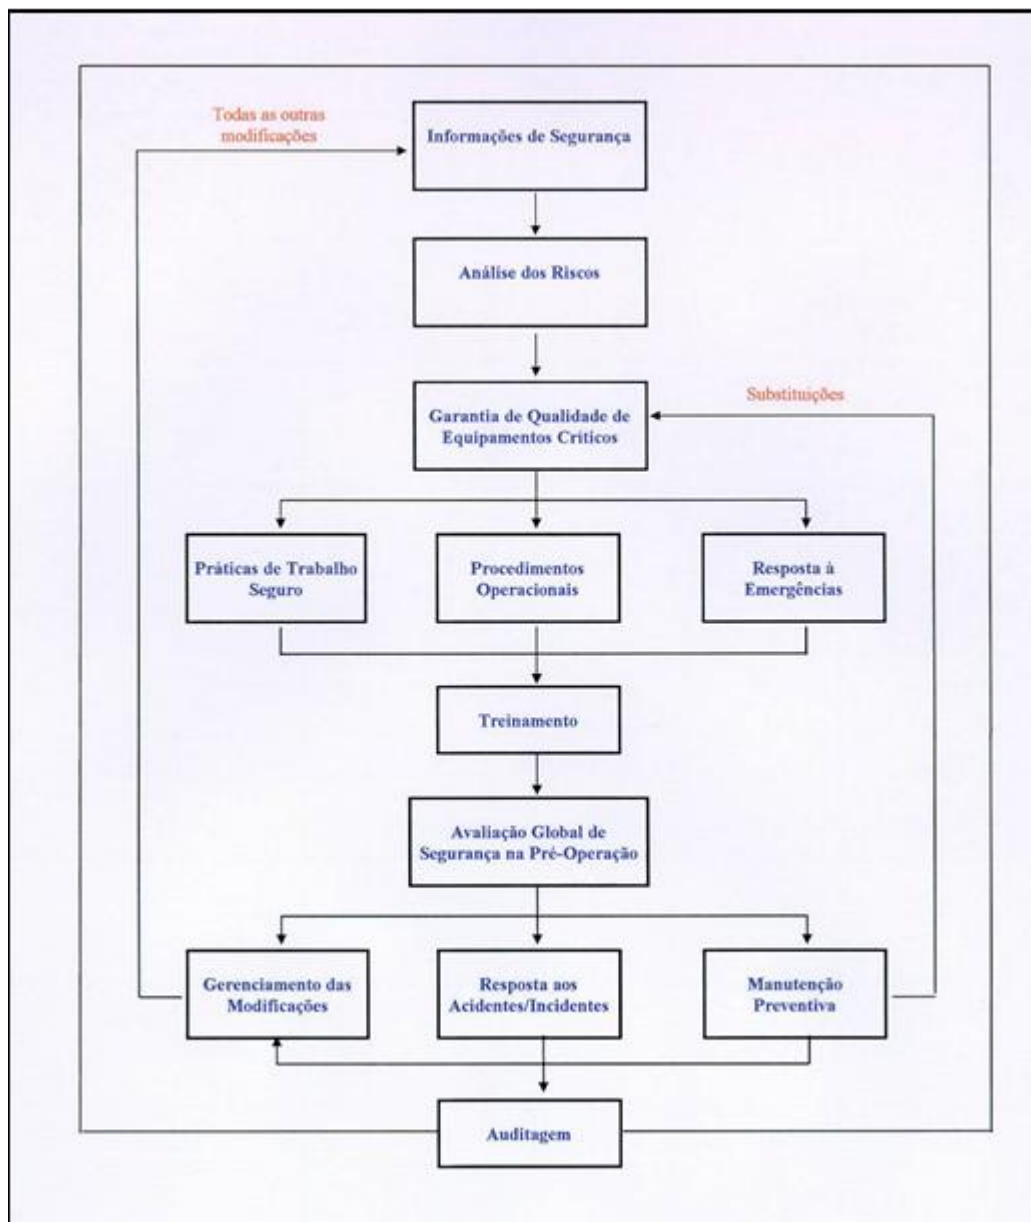 Todas as outras
modificações
Informações de Segurança
Análise dos Riscos
Substituições
Garantia de Qualidade de
Equipamentos Críticos
Práticas de Trabalho
Seguro
Procedimentos
Operacionais
Resposta à
Emergências
Treinamento
Avaliação Global de
Segurança na Pré-Operação
Gerenciamento das
Modificações
Resposta aos
Acidentes/Incidentes
Manutenção
Preventiva
Auditagem